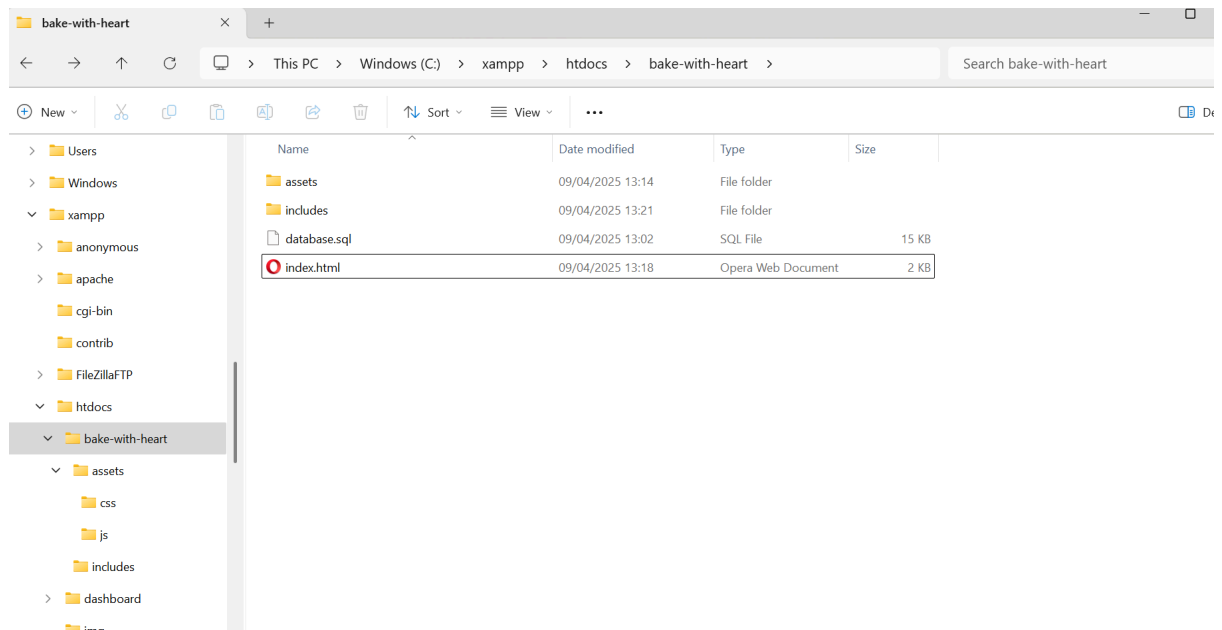 bake-with-heart
This PC > Windows (C:) > xampp > htdocs > bake-with-heart >
Search bake-with-heart
New
Sort
View
Users
Windows
xampp
anonymous
apache
cgi-bin
contrib
FileZillaFTP
htdocs
bake-with-heart
assets
css
js
includes
dashboard
Name Date modified Type Size
assets 09/04/2025 13:14 File folder
includes 09/04/2025 13:21 File folder
database.sql 09/04/2025 13:02 SQL File 15 KB
index.html 09/04/2025 13:18 Opera Web Document 2 KB